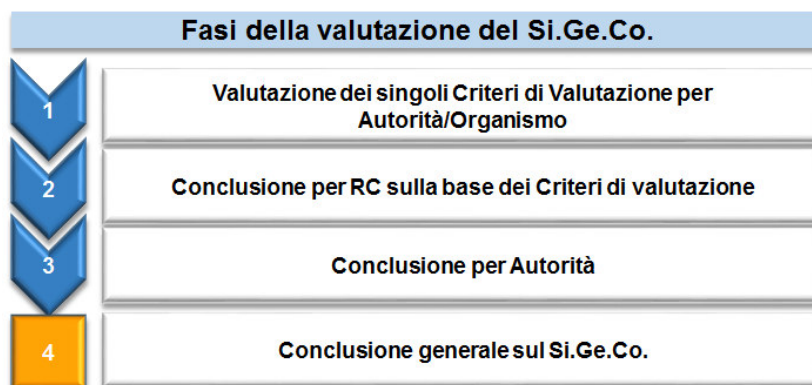 Fasi della valutazione del Si.Ge.Co.
1
Valutazione dei singoli Criteri di Valutazione per
Autorità/Organismo
2
Conclusione per RC sulla base dei Criteri di valutazione
3
Conclusione per Autorità
4
Conclusione generale sul Si.Ge.Co.